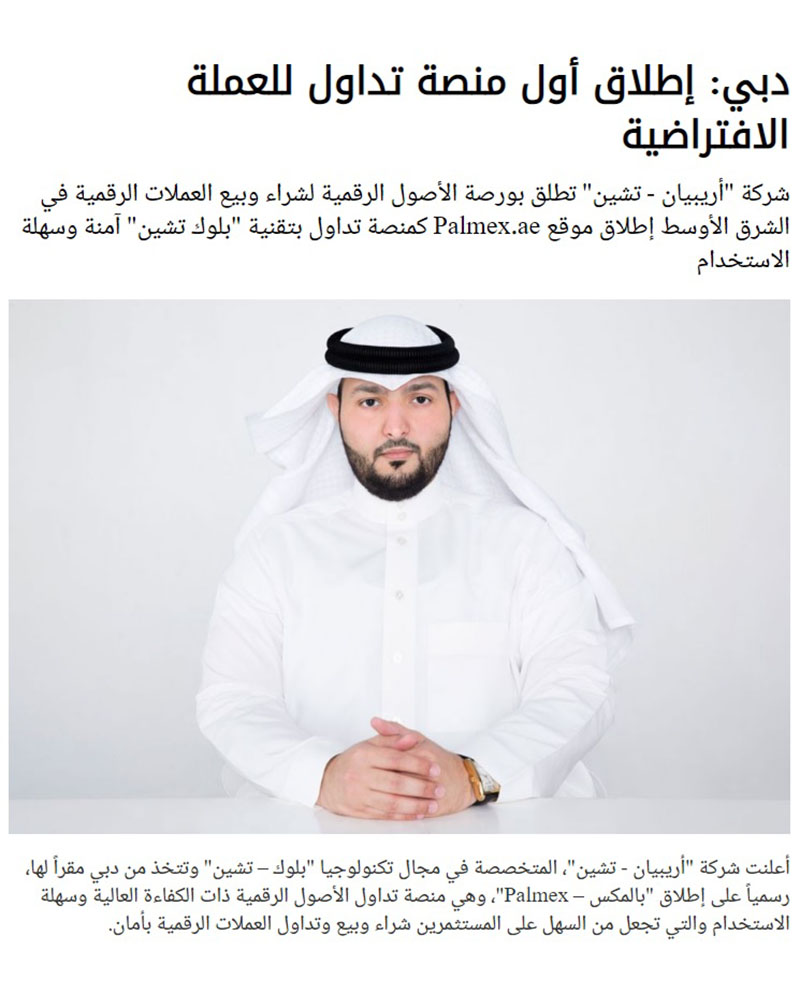 دبي: إطلاق أول منصة تداول للعملة
الافتراضية
شركة "أريبيان - تشين" تطلق بورصة الأصول الرقمية لشراء وبيع العملات الرقمية في
الشرق الأوسط إطلاق موقع Palmex.ae كمنصة تداول بتقنية "بلوك تشين" آمنة وسهلة
الاستخدام
أعلنت شركة "أريبيان - تشين"، المتخصصة في مجال تكنولوجيا "بلوك – تشين" وتتخذ من دبي مقراً لها،
رسمياً على إطلاق "بالمكس – Palmex"، وهي منصة تداول الأصول الرقمية ذات الكفاءة العالية وسهلة
الاستخدام والتي تجعل من السهل على المستثمرين شراء وبيع وتداول العملات الرقمية بأمان.